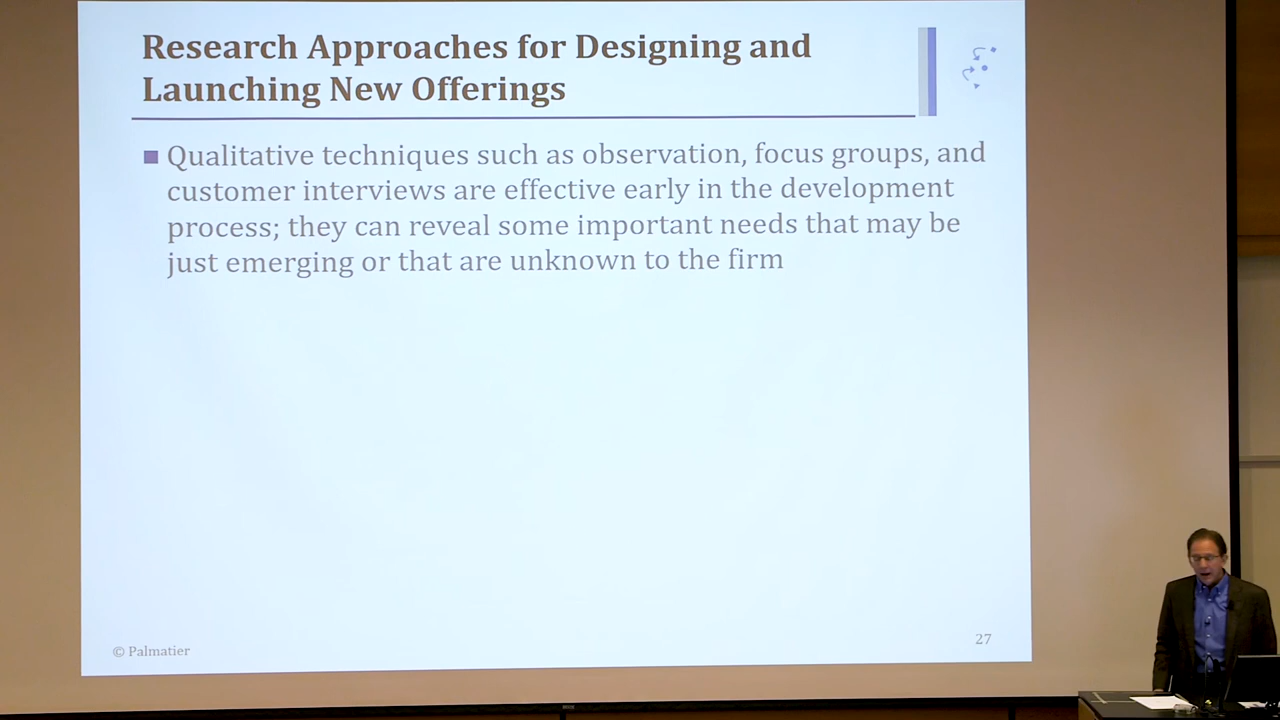 Research Approaches for Designing and
Launching New Offerings
Qualitative techniques such as observation, focus groups, and
customer interviews are effective early in the development
process; they can reveal some important needs that may be
just emerging or that are unknown to the firm
© Palmatier
27